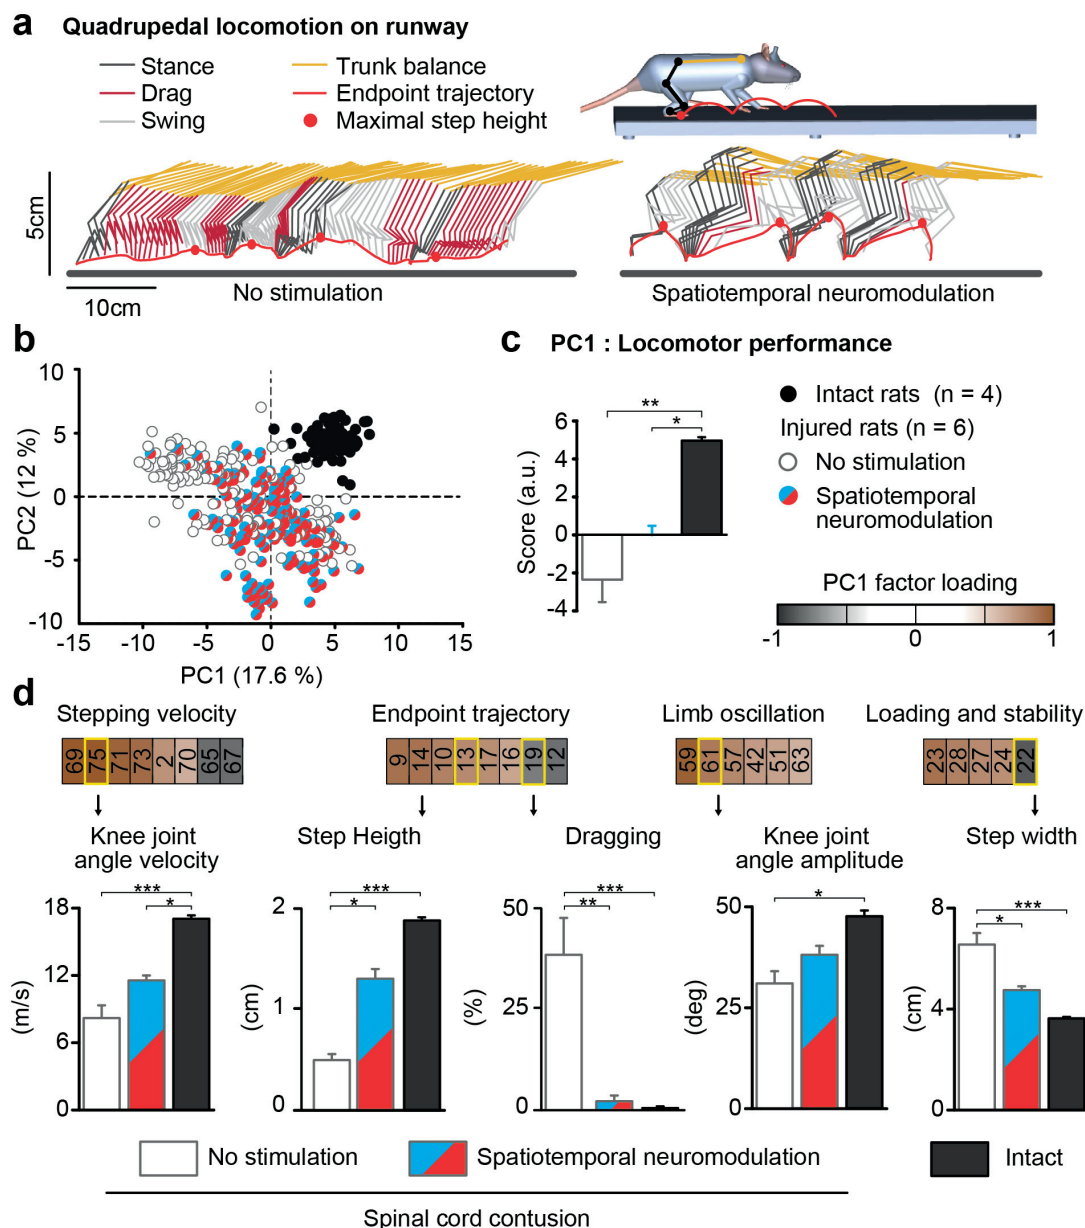 a Quadrupedal locomotion on runway
Stance
Drag
Swing
Trunk balance
Endpoint trajectory
Maximal step height
5cm
10cm
No stimulation
Spatiotemporal neuromodulation
b
10
5
0
-5
-10
-15 -10 -5 0 5 10 15
PC2 (12 %)
PC1 (17.6 %)
c PC1 : Locomotor performance
6
4
2
0
-2
-4
Score (a.u.)
**
*
Intact rats (n = 4)
Injured rats (n = 6)
No stimulation
Spatiotemporal
neuromodulation
PC1 factor loading
-1 0 1
d
Stepping velocity
69 75 71 73 2 70 65 67
Endpoint trajectory
9 14 10 13 17 16 19 12
Limb oscillation
59 61 57 42 51 63
Loading and stability
23 28 27 24 22
Knee joint
angle velocity
***
*
18
12
6
0
(m/s)
Step Heigth
***
*
2
1
0
(cm)
Dragging
***
**
50
25
0
(%)
Knee joint
angle amplitude
*
50
25
0
(deg)
Step width
***
*
8
4
0
(cm)
No stimulation
Spatiotemporal neuromodulation
Intact
Spinal cord contusion